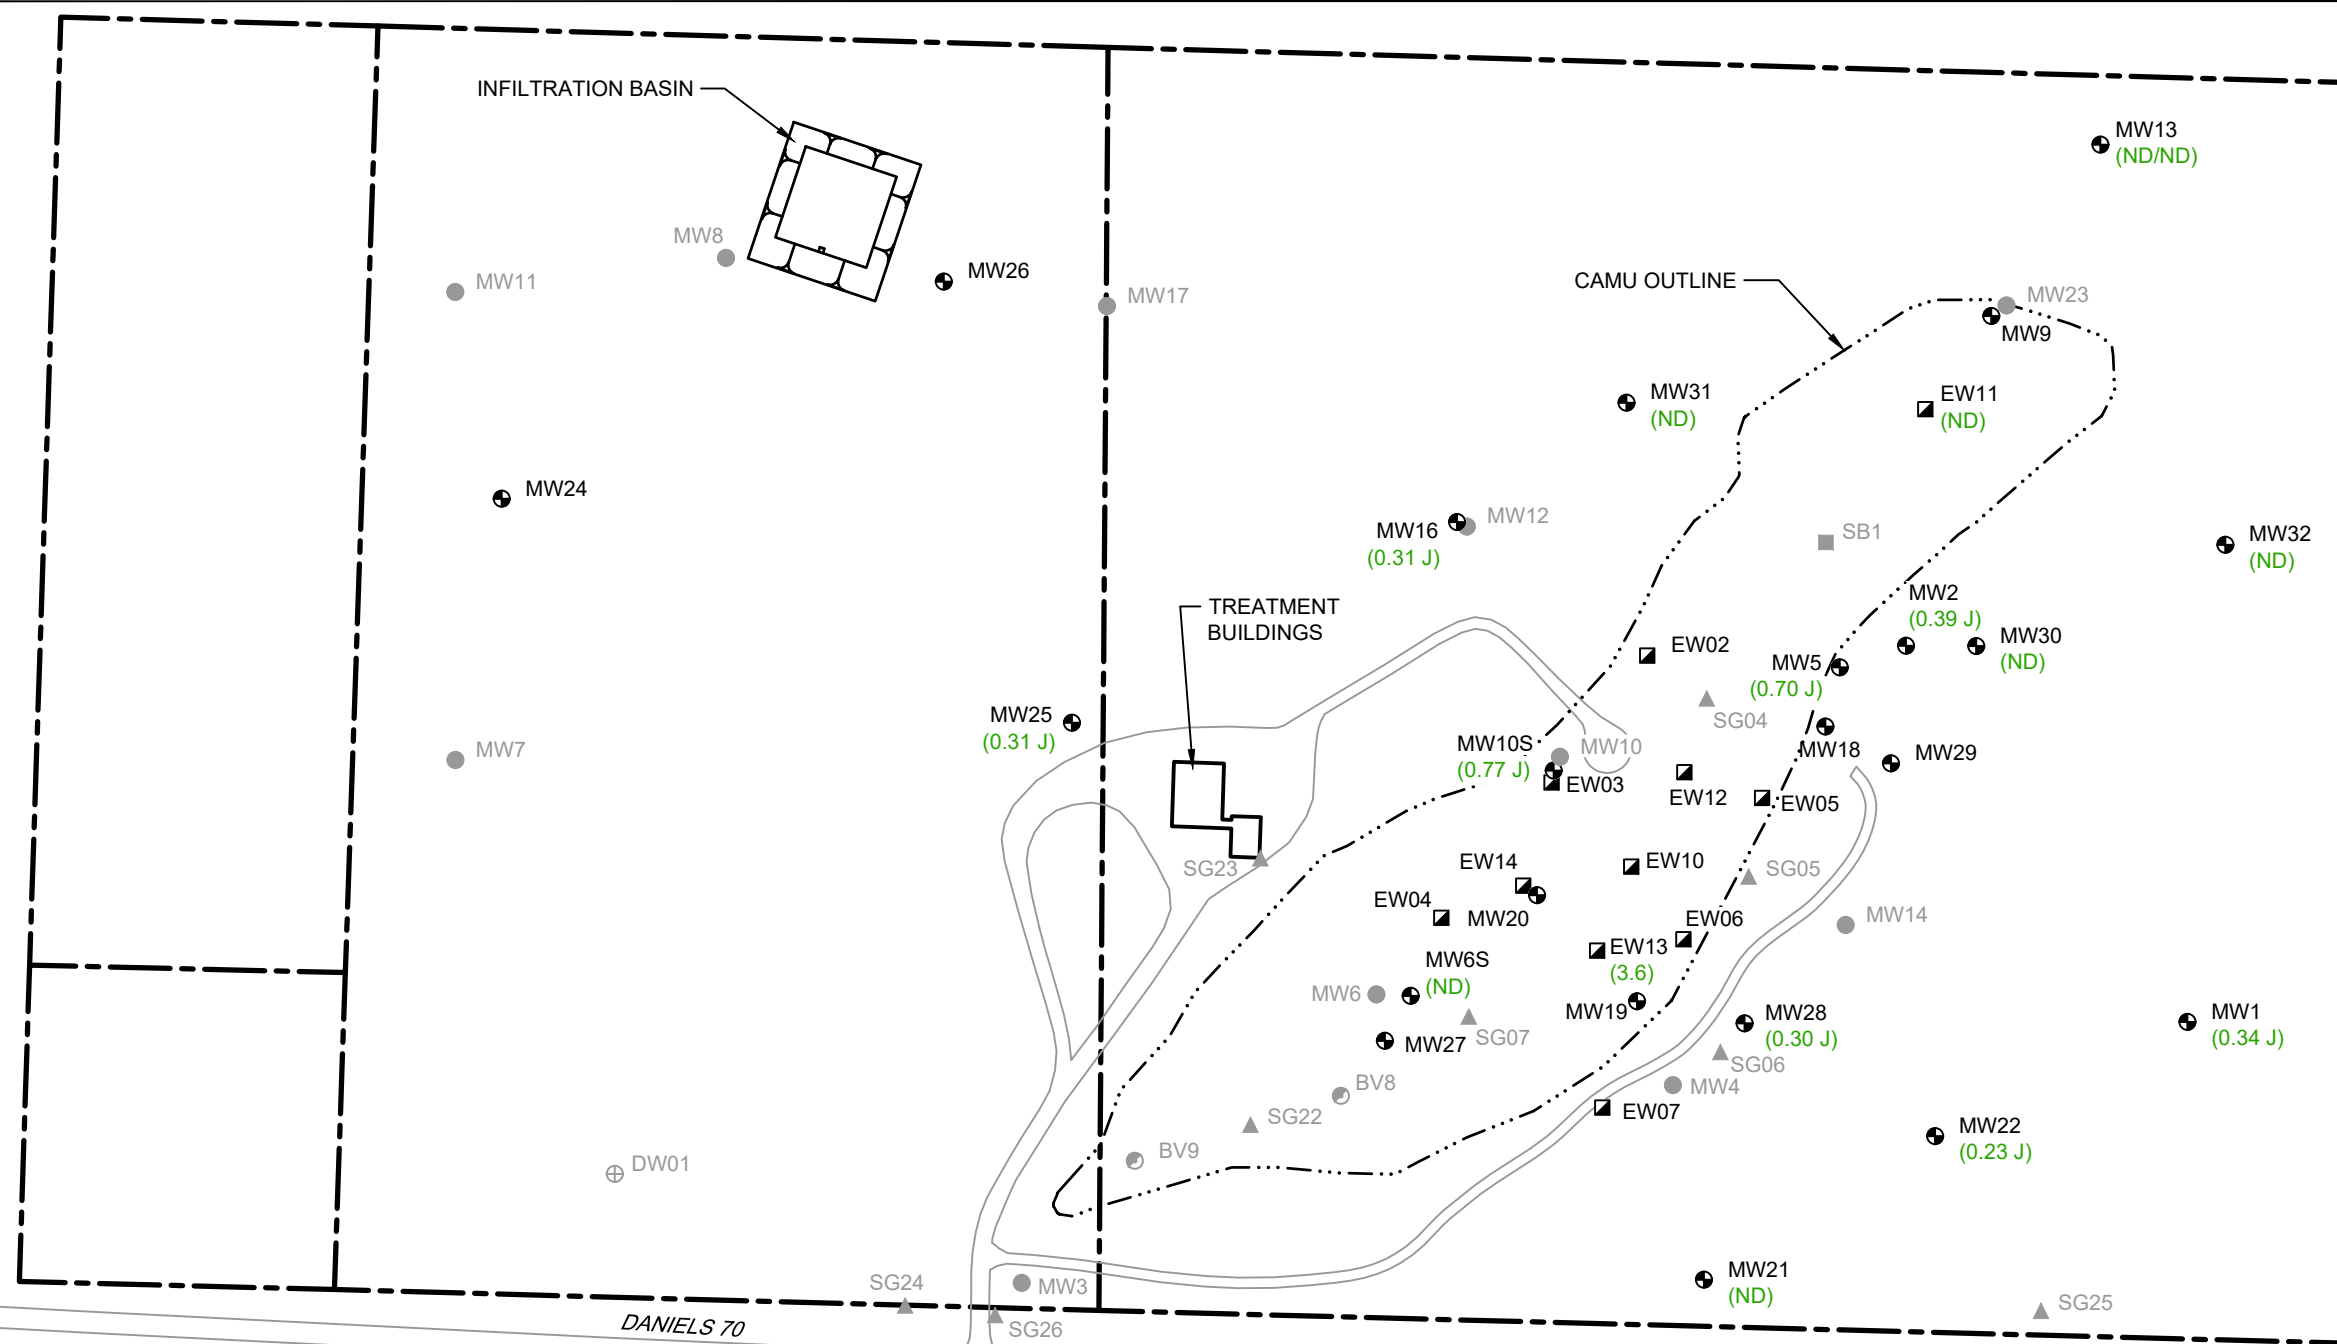 INFILTRATION BASIN
MW13
(ND/ND)
MW8
MW11
MW26
MW17
CAMU OUTLINE
MW23
MW9
MW31
(ND)
EW11
(ND)
MW24
MW16
(0.31 J)
MW12
SB1
MW32
(ND)
TREATMENT
BUILDINGS
MW2
(0.39 J)
MW30
(ND)
EW02
MW5
(0.70 J)
SG04
MW25
(0.31 J)
MW7
MW10S
(0.77 J)
MW10
EW03
MW18
MW29
EW12
EW05
SG23
EW14
EW10
SG05
EW04
MW20
EW06
MW14
EW13
(3.6)
MW6S
(ND)
MW6
SG07
MW19
MW28
(0.30 J)
MW1
(0.34 J)
MW27
SG06
BV8
MW4
SG22
EW07
BV9
MW22
(0.23 J)
DW01
SG24
MW3
MW21
(ND)
SG25
SG26
DANIELS 70